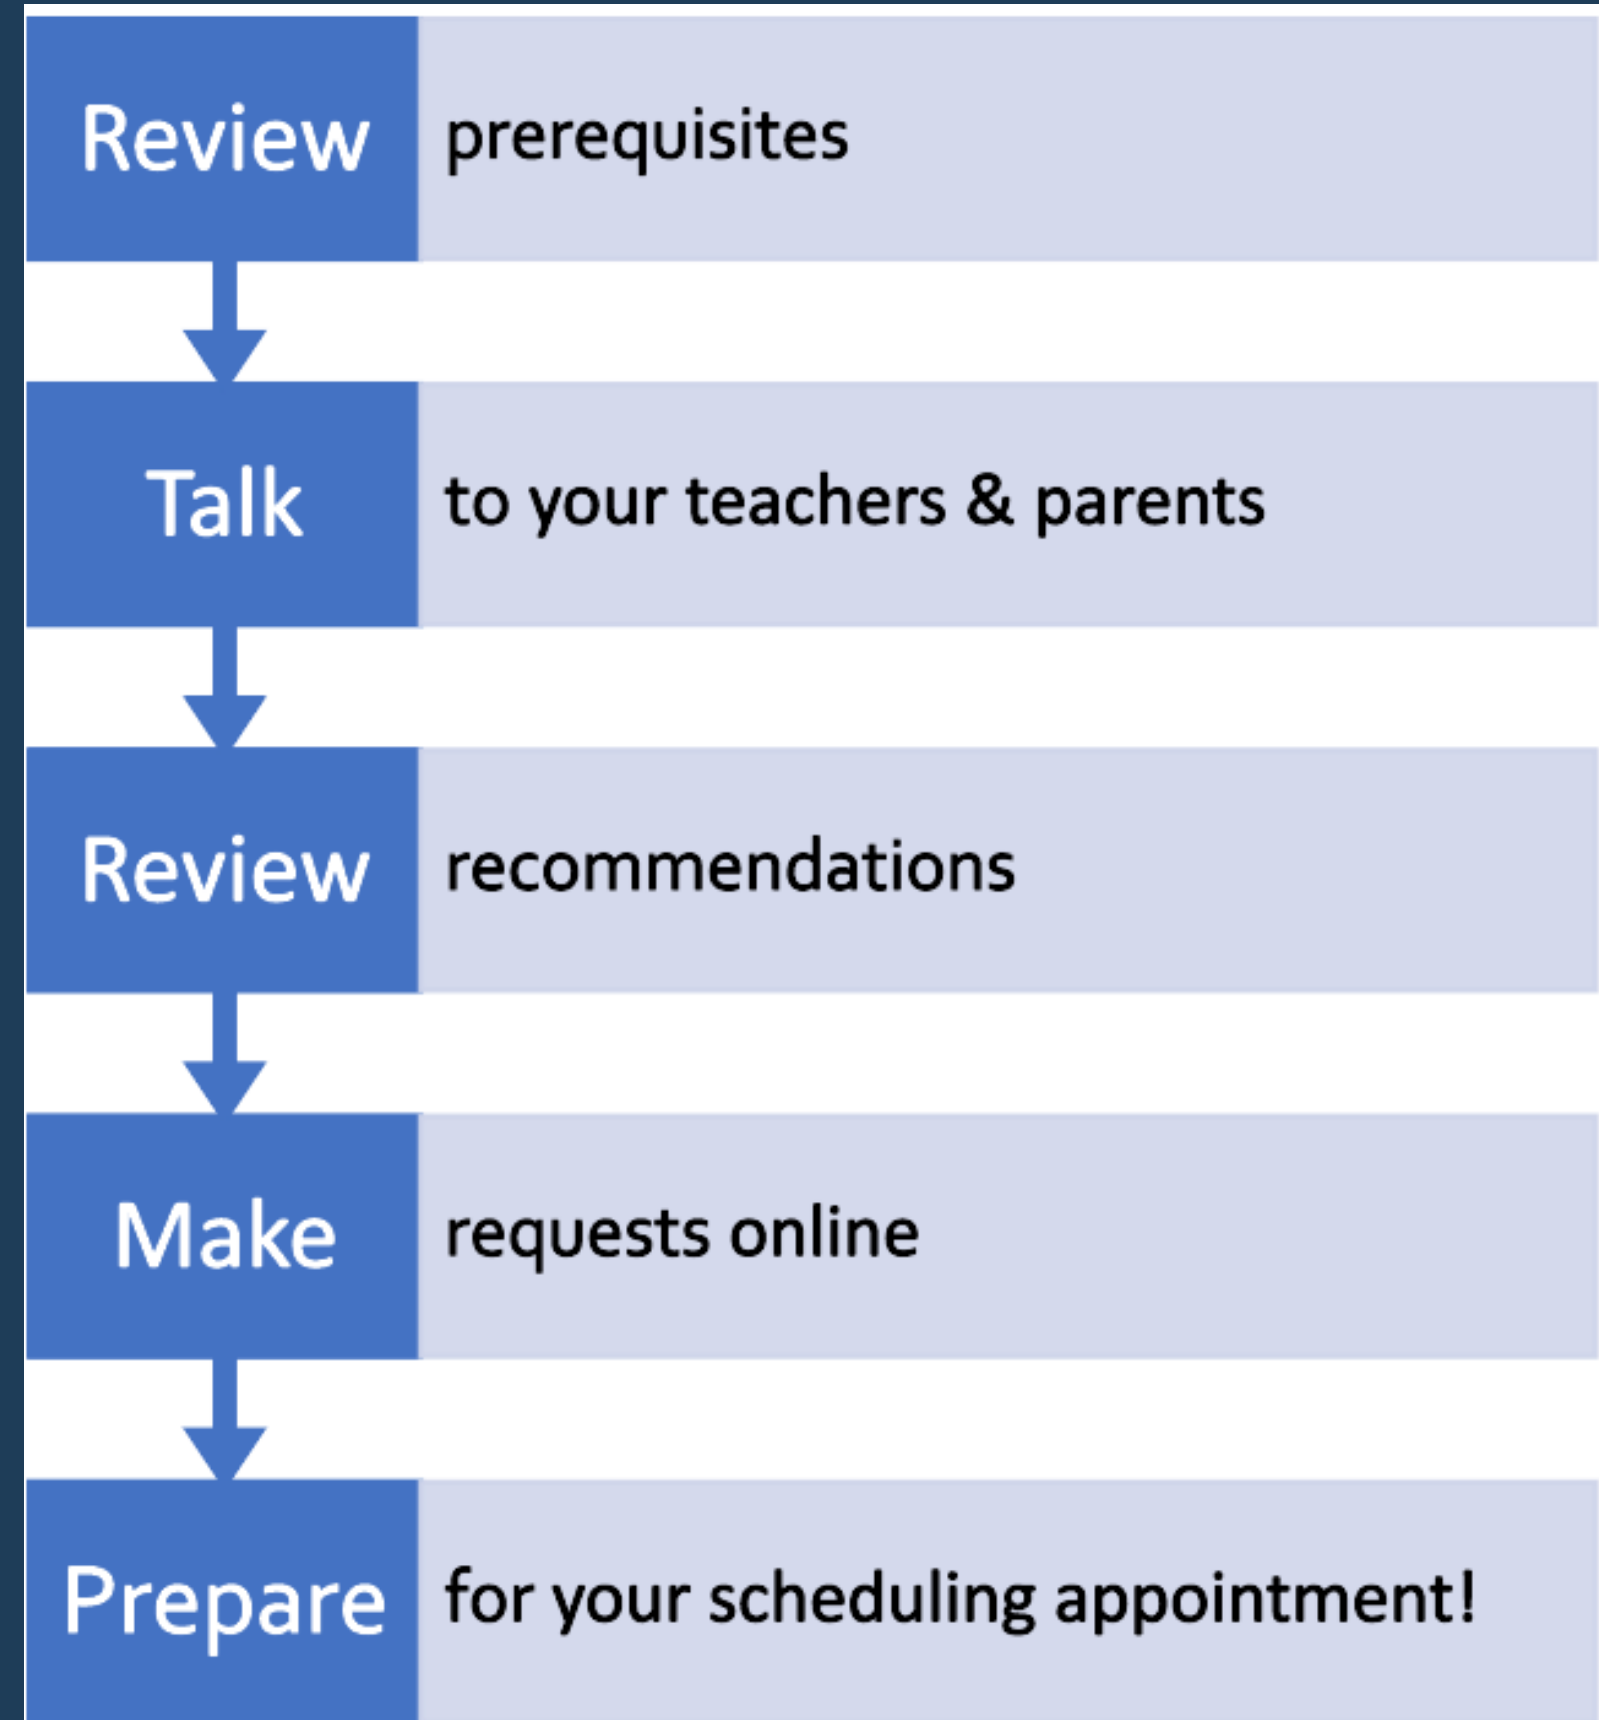 Review prerequisites
Talk to your teachers & parents
Review recommendations
Make requests online
Prepare for your scheduling appointment!